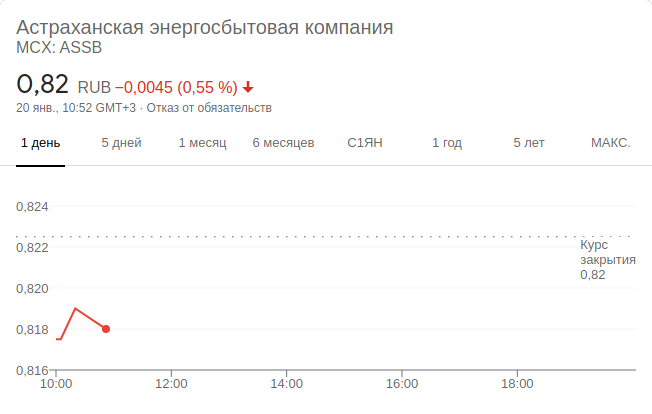 Астраханская энергосбытовая компания
MCX: ASSB
0,82 RUB −0,0045 (0,55 %)
20 янв., 10:52 GMT+3 · Отказ от обязательств
1 день 5 дней 1 месяц 6 месяцев С1ЯН 1 год 5 лет МАКС.
0,824
0,822
0,820
0,818
0,816
Курс
закрытия
0,82
10:00 12:00 14:00 16:00 18:00